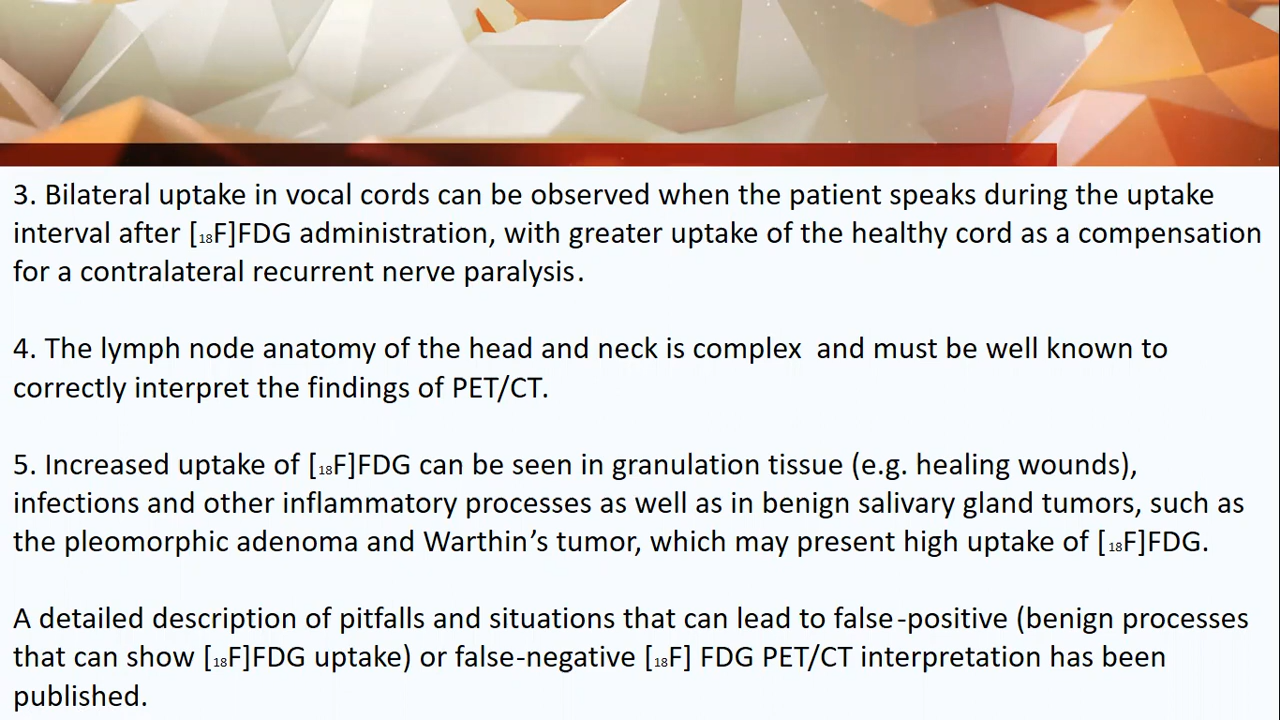 3. Bilateral uptake in vocal cords can be observed when the patient speaks during the uptake
interval after [₁₈F]FDG administration, with greater uptake of the healthy cord as a compensation
for a contralateral recurrent nerve paralysis.
4. The lymph node anatomy of the head and neck is complex  and must be well known to
correctly interpret the findings of PET/CT.
5. Increased uptake of [₁₈F]FDG can be seen in granulation tissue (e.g. healing wounds),
infections and other inflammatory processes as well as in benign salivary gland tumors, such as
the pleomorphic adenoma and Warthin’s tumor, which may present high uptake of [₁₈F]FDG.
A detailed description of pitfalls and situations that can lead to false-positive (benign processes
that can show [₁₈F]FDG uptake) or false-negative [₁₈F] FDG PET/CT interpretation has been
published.